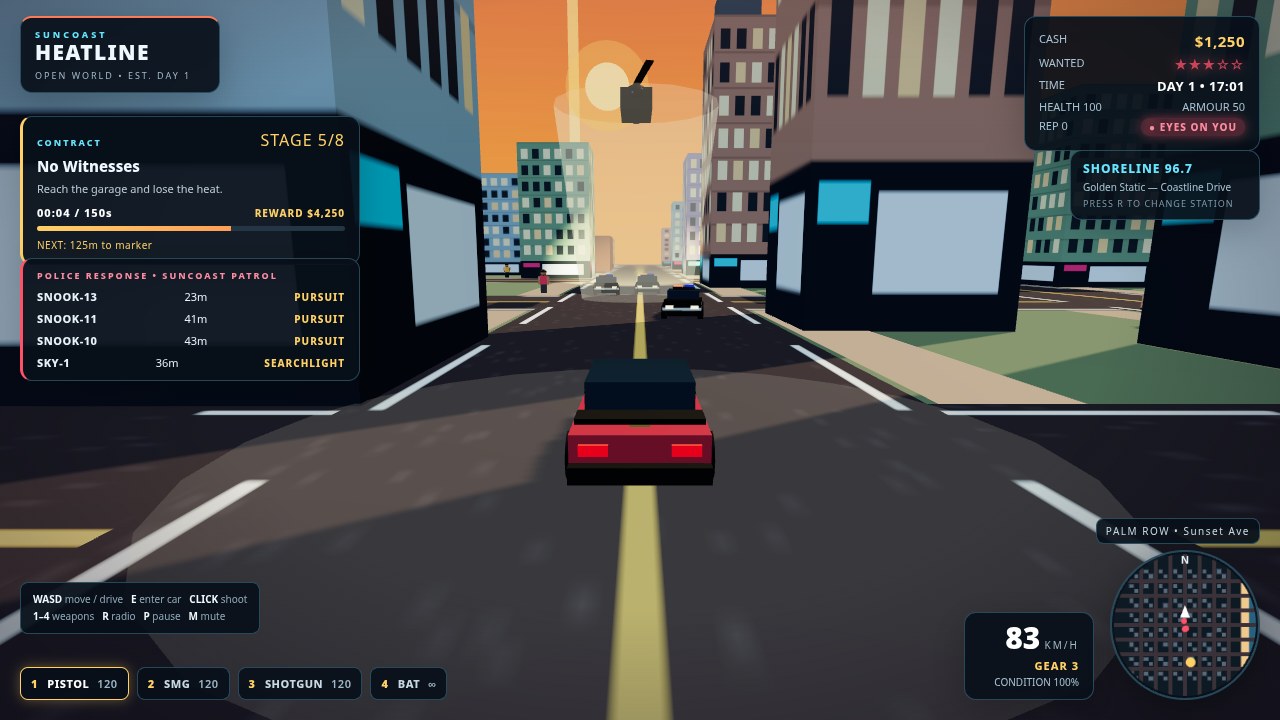 SUNCOAST
HEATLINE
OPEN WORLD • EST. DAY 1
CONTRACT STAGE 5/8
No Witnesses
Reach the garage and lose the heat.
00:04 / 150s REWARD $4,250
NEXT: 125m to marker
POLICE RESPONSE • SUNCOAST PATROL
SNOOK-13 23m PURSUIT
SNOOK-11 41m PURSUIT
SNOOK-10 43m PURSUIT
SKY-1 36m SEARCHLIGHT
CASH $1,250
WANTED ★★★☆☆
TIME DAY 1 • 17:01
HEALTH 100 ARMOUR 50
REP 0 • EYES ON YOU
SHORELINE 96.7
Golden Static — Coastline Drive
PRESS R TO CHANGE STATION
WASD move / drive E enter car CLICK shoot
1–4 weapons R radio P pause M mute
1 PISTOL 120 2 SMG 120 3 SHOTGUN 120 4 BAT ∞
83 KM/H
GEAR 3
CONDITION 100%
PALM ROW • Sunset Ave
N